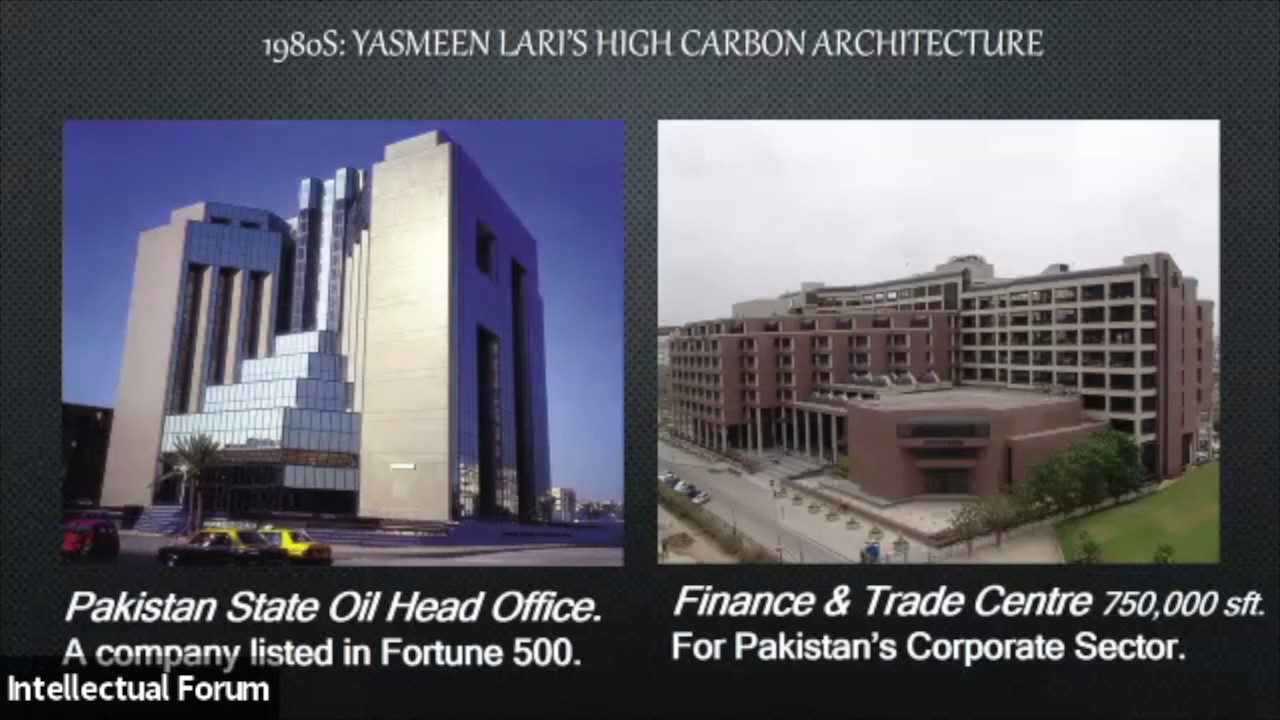 1980S: YASMEEN LARI'S HIGH CARBON ARCHITECTURE
Pakistan State Oil Head Office.
A company listed in Fortune 500.
Finance & Trade Centre 750,000 sft.
For Pakistan's Corporate Sector.
Intellectual Forum